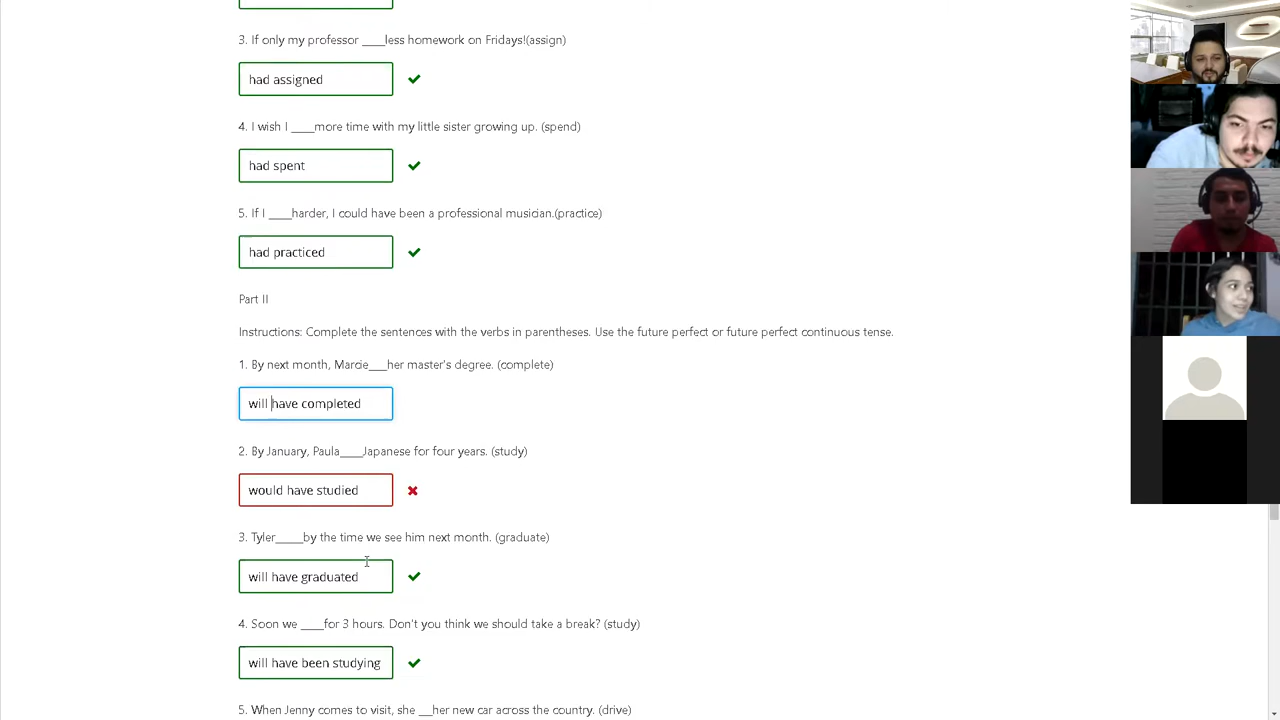 3. If only my professor ____less homework on Fridays!(assign)
had assigned
4. I wish I ____more time with my little sister growing up. (spend)
had spent
5. If I ____harder, I could have been a professional musician.(practice)
had practiced
Part II
Instructions: Complete the sentences with the verbs in parentheses. Use the future perfect or future perfect continuous tense.
1. By next month, Marcie___her master's degree. (complete)
will have completed
2. By January, Paula____Japanese for four years. (study)
would have studied
3. Tyler_____by the time we see him next month. (graduate)
will have graduated
4. Soon we ____for 3 hours. Don't you think we should take a break? (study)
will have been studying
5. When Jenny comes to visit, she __her new car across the country. (drive)